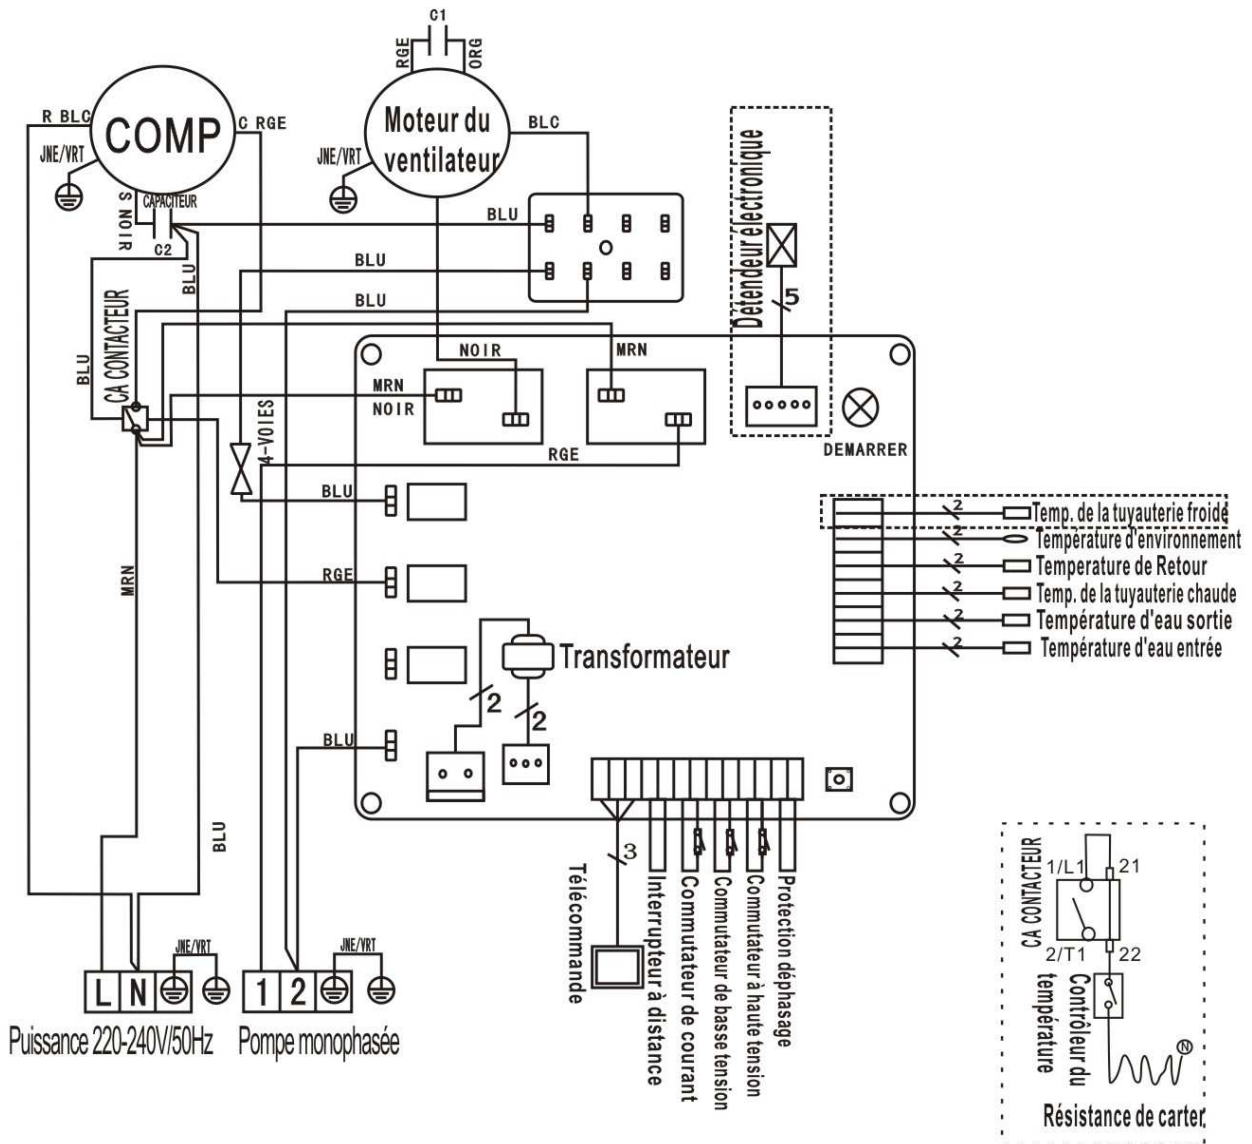 C1
RGE
ORG
R BLC
COMP
C RGE
JNE/VRT
Moteur du
ventilateur
BLC
JNE/VRT
NOIR S
CAPACITEUR
C2
BLU
BLU
BLU
BLU
Détendeur électronique
5
CA CONTACTEUR
BLU
NOIR
MRN
MRN
NOIR
DEMARRER
4-VOIES
RGE
BLU
2
Temp. de la tuyauterie froide
2
Température d'environnement
2
Temperature de Retour
2
Temp. de la tuyauterie chaude
2
Température d'eau sortie
2
Température d'eau entrée
MRN
RGE
Transformateur
2
2
BLU
BLU
3
Télécommande
Interrupteur à distance
Commutateur de courant
Commutateur de basse tension
Commutateur à haute tension
Protection déphasage
JNE/VRT
JNE/VRT
L N
1 2
Puissance 220-240V/50Hz
Pompe monophasée
CA CONTACTEUR
1/L1
21
2/T1
22
Contrôleur du
température
N
Résistance de carter